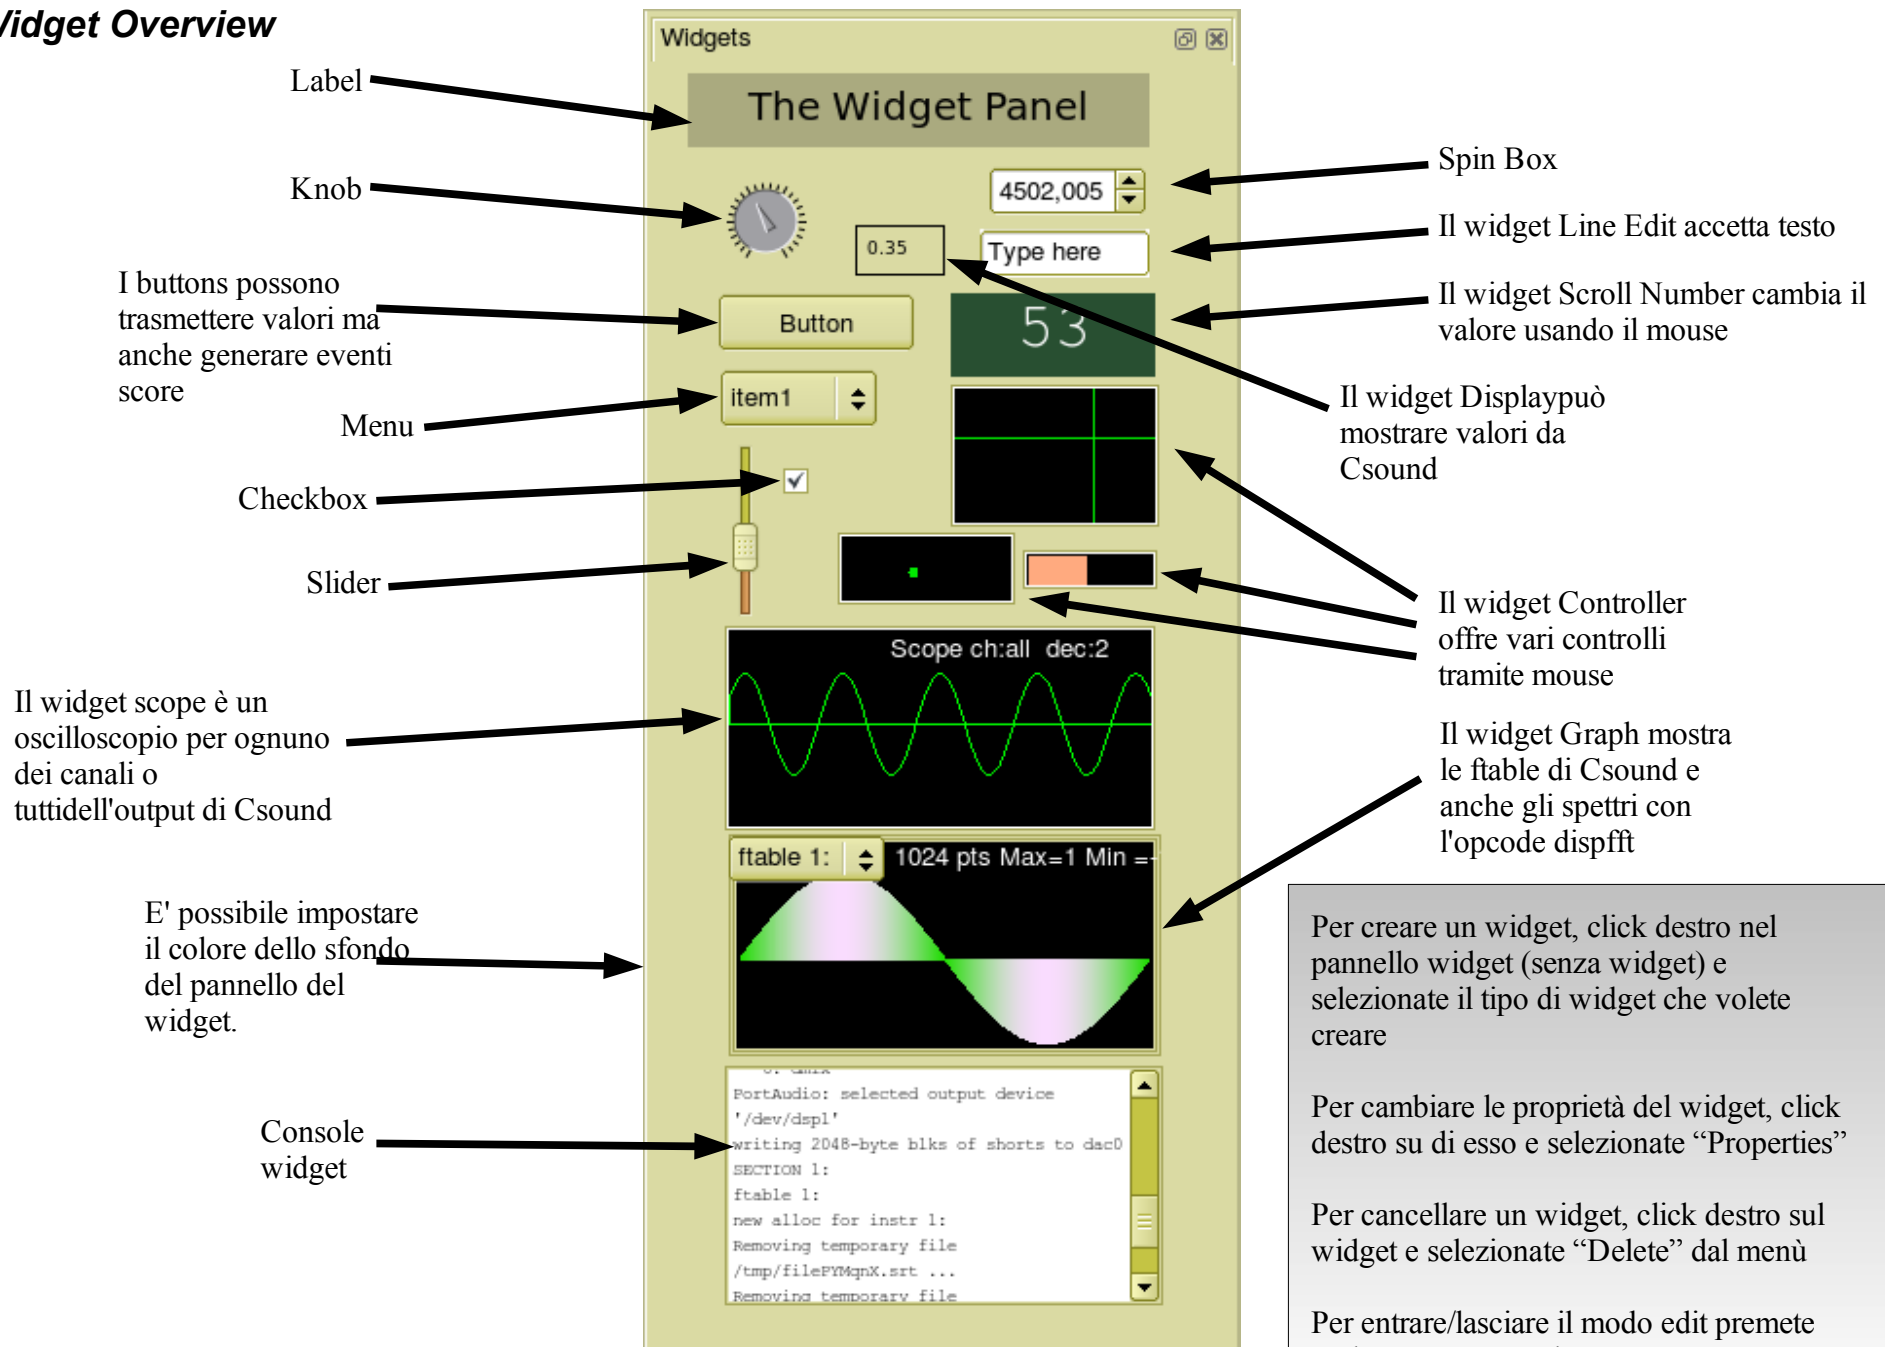 Widget Overview
Widgets
The Widget Panel
Label
Knob
I buttons possono
trasmettere valori ma
anche generare eventi
score
Menu
Checkbox
Slider
Il widget scope è un
oscilloscopio per ognuno
dei canali o
tuttidell'output di Csound
E' possibile impostare
il colore dello sfondo
del pannello del
widget.
Console
widget
4502,005
0.35
Type here
Button
53
item1
Scope ch:all dec:2
ftable 1:
1024 pts Max=1 Min =-
PortAudio: selected output device
'/dev/dsp1'
writing 2048-byte blks of shorts to dac0
SECTION 1:
ftable 1:
new alloc for instr 1:
Removing temporary file
/tmp/filePYMqnX.srt ...
Removing temporary file
Spin Box
Il widget Line Edit accetta testo
Il widget Scroll Number cambia il
valore usando il mouse
Il widget Displaypuò
mostrare valori da
Csound
Il widget Controller
offre vari controlli
tramite mouse
Il widget Graph mostra
le ftable di Csound e
anche gli spettri con
l'opcode dispfft
Per creare un widget, click destro nel
pannello widget (senza widget) e
selezionate il tipo di widget che volete
creare
Per cambiare le proprietà del widget, click
destro su di esso e selezionate “Properties”
Per cancellare un widget, click destro sul
widget e selezionate “Delete” dal menù
Per entrare/lasciare il modo edit premete